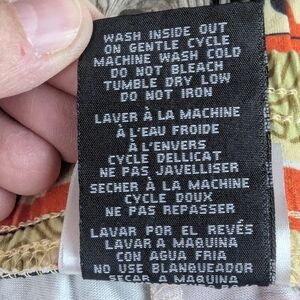 WASH INSIDE OUT
ON GENTLE CYCLE
MACHINE WASH COLD
DO NOT BLEACH
TUMBLE DRY LOW
DO NOT IRON
LAVER À LA MACHINE
À L'EAU FROIDE
À L'ENVERS
CYCLE DELLICAT
NE PAS JAVELLISER
SECHER À LA MACHINE
CYCLE DOUX
NE PAS REPASSER
LAVAR POR EL REVÉS
LAVAR A MAQUINA
CON AGUA FRIA
NO USE BLANQUEADOR
SECAR A MAQUINA